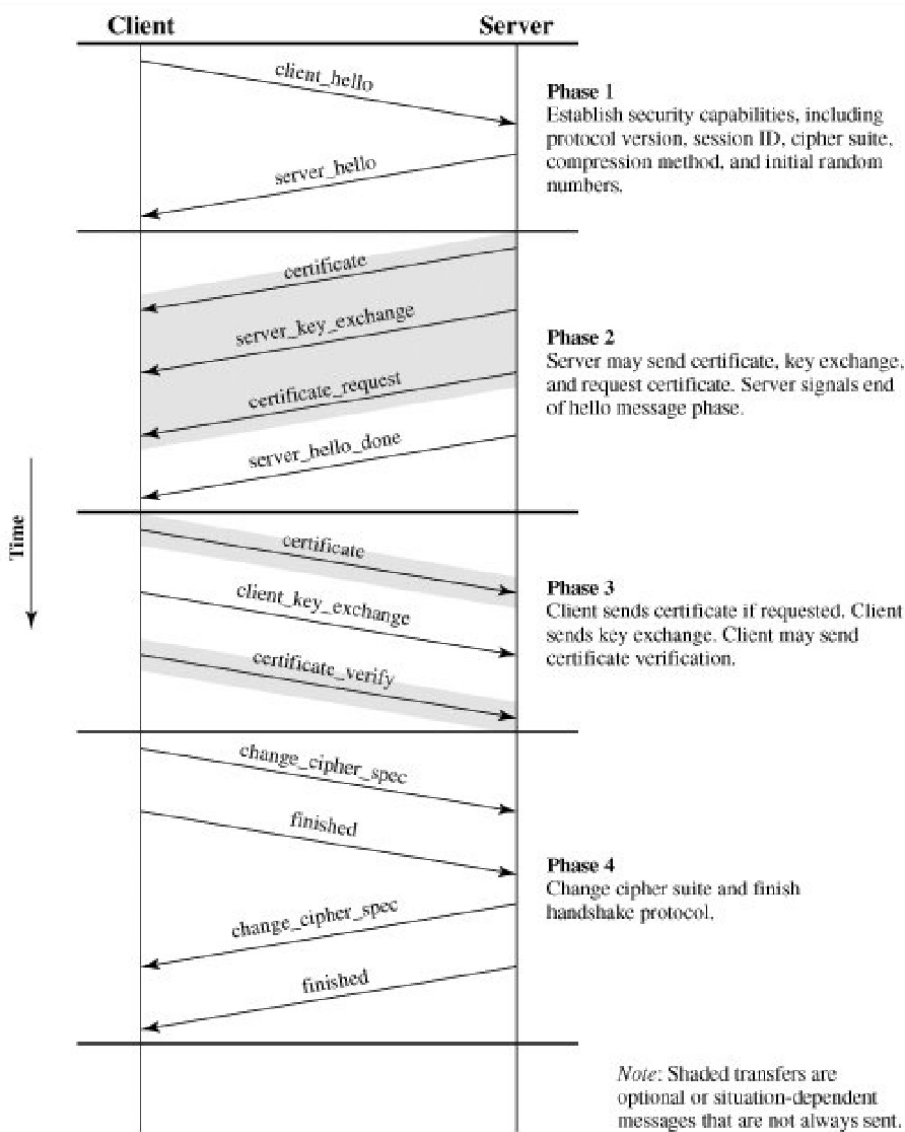 Client
Server
client_hello
Phase 1
Establish security capabilities, including
protocol version, session ID, cipher suite,
compression method, and initial random
numbers.
server_hello
certificate
server_key_exchange
Phase 2
Server may send certificate, key exchange,
and request certificate. Server signals end
of hello message phase.
certificate_request
server_hello_done
Time
certificate
client_key_exchange
Phase 3
Client sends certificate if requested. Client
sends key exchange. Client may send
certificate verification.
certificate_verify
change_cipher_spec
finished
Phase 4
Change cipher suite and finish
handshake protocol.
change_cipher_spec
finished
Note: Shaded transfers are
optional or situation-dependent
messages that are not always sent.